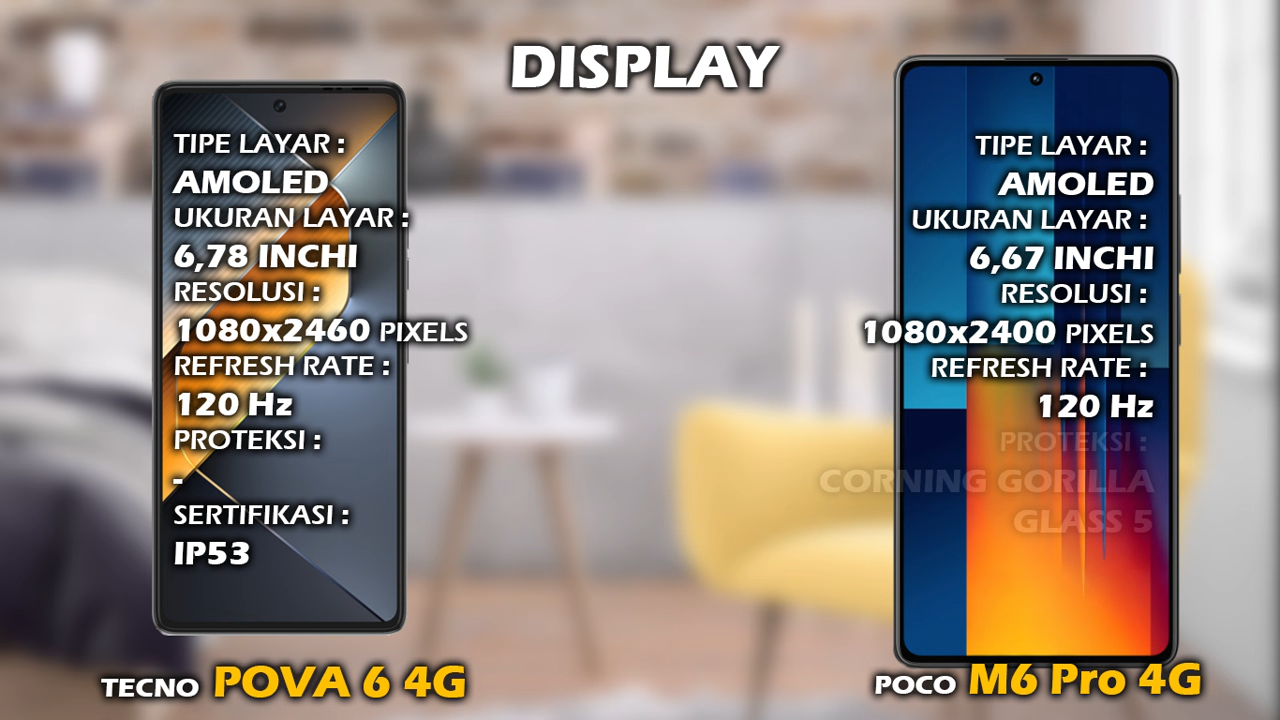 DISPLAY
TIPE LAYAR :
AMOLED
UKURAN LAYAR :
6,78 INCHI
RESOLUSI :
1080x2460 PIXELS
REFRESH RATE :
120 Hz
PROTEKSI :
-
SERTIFIKASI :
IP53
TECNO POVA 6 4G
TIPE LAYAR :
AMOLED
UKURAN LAYAR :
6,67 INCHI
RESOLUSI :
1080x2400 PIXELS
REFRESH RATE :
120 Hz
PROTEKSI :
CORNING GORILLA
GLASS 5
POCO M6 Pro 4G